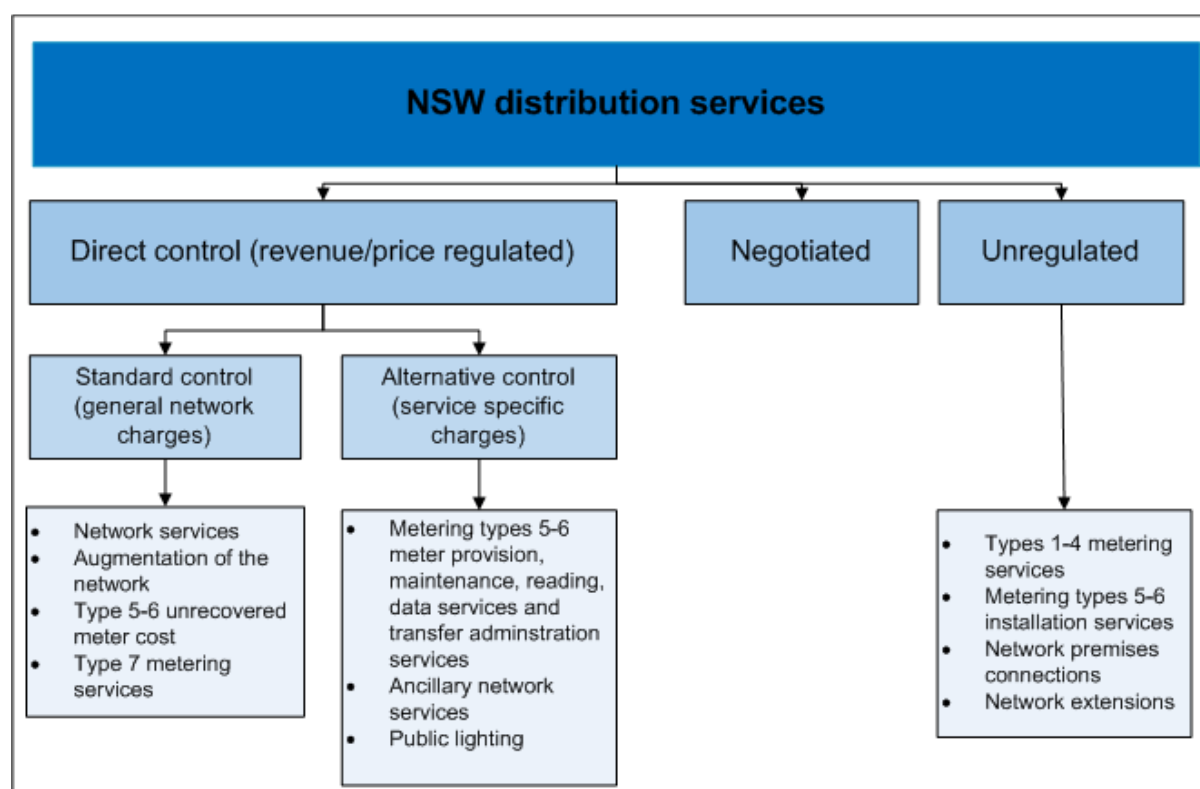 NSW distribution services
Direct control (revenue/price regulated)
Negotiated
Unregulated
Standard control
(general network
charges)
Alternative control
(service specific
charges)
• Network services
• Augmentation of the
network
• Type 5-6 unrecovered
meter cost
• Type 7 metering
services
• Metering types 5-6
meter provision,
maintenance, reading,
data services and
transfer adminstration
services
• Ancillary network
services
• Public lighting
• Types 1-4 metering
services
• Metering types 5-6
installation services
• Network premises
connections
• Network extensions